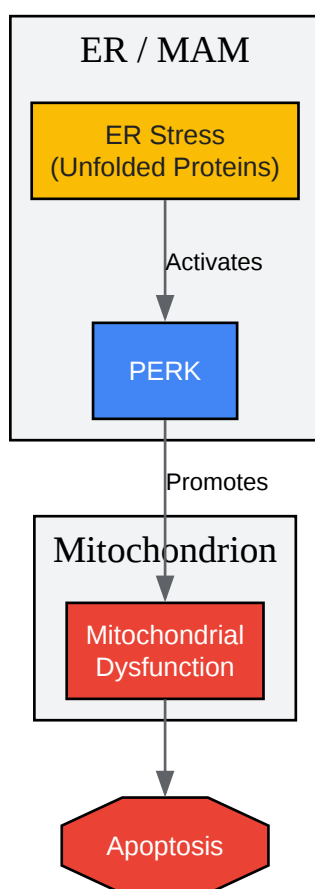 ER / MAM
ER Stress
(Unfolded Proteins)
Activates
PERK
Promotes
Mitochondrion
Mitochondrial
Dysfunction
Apoptosis